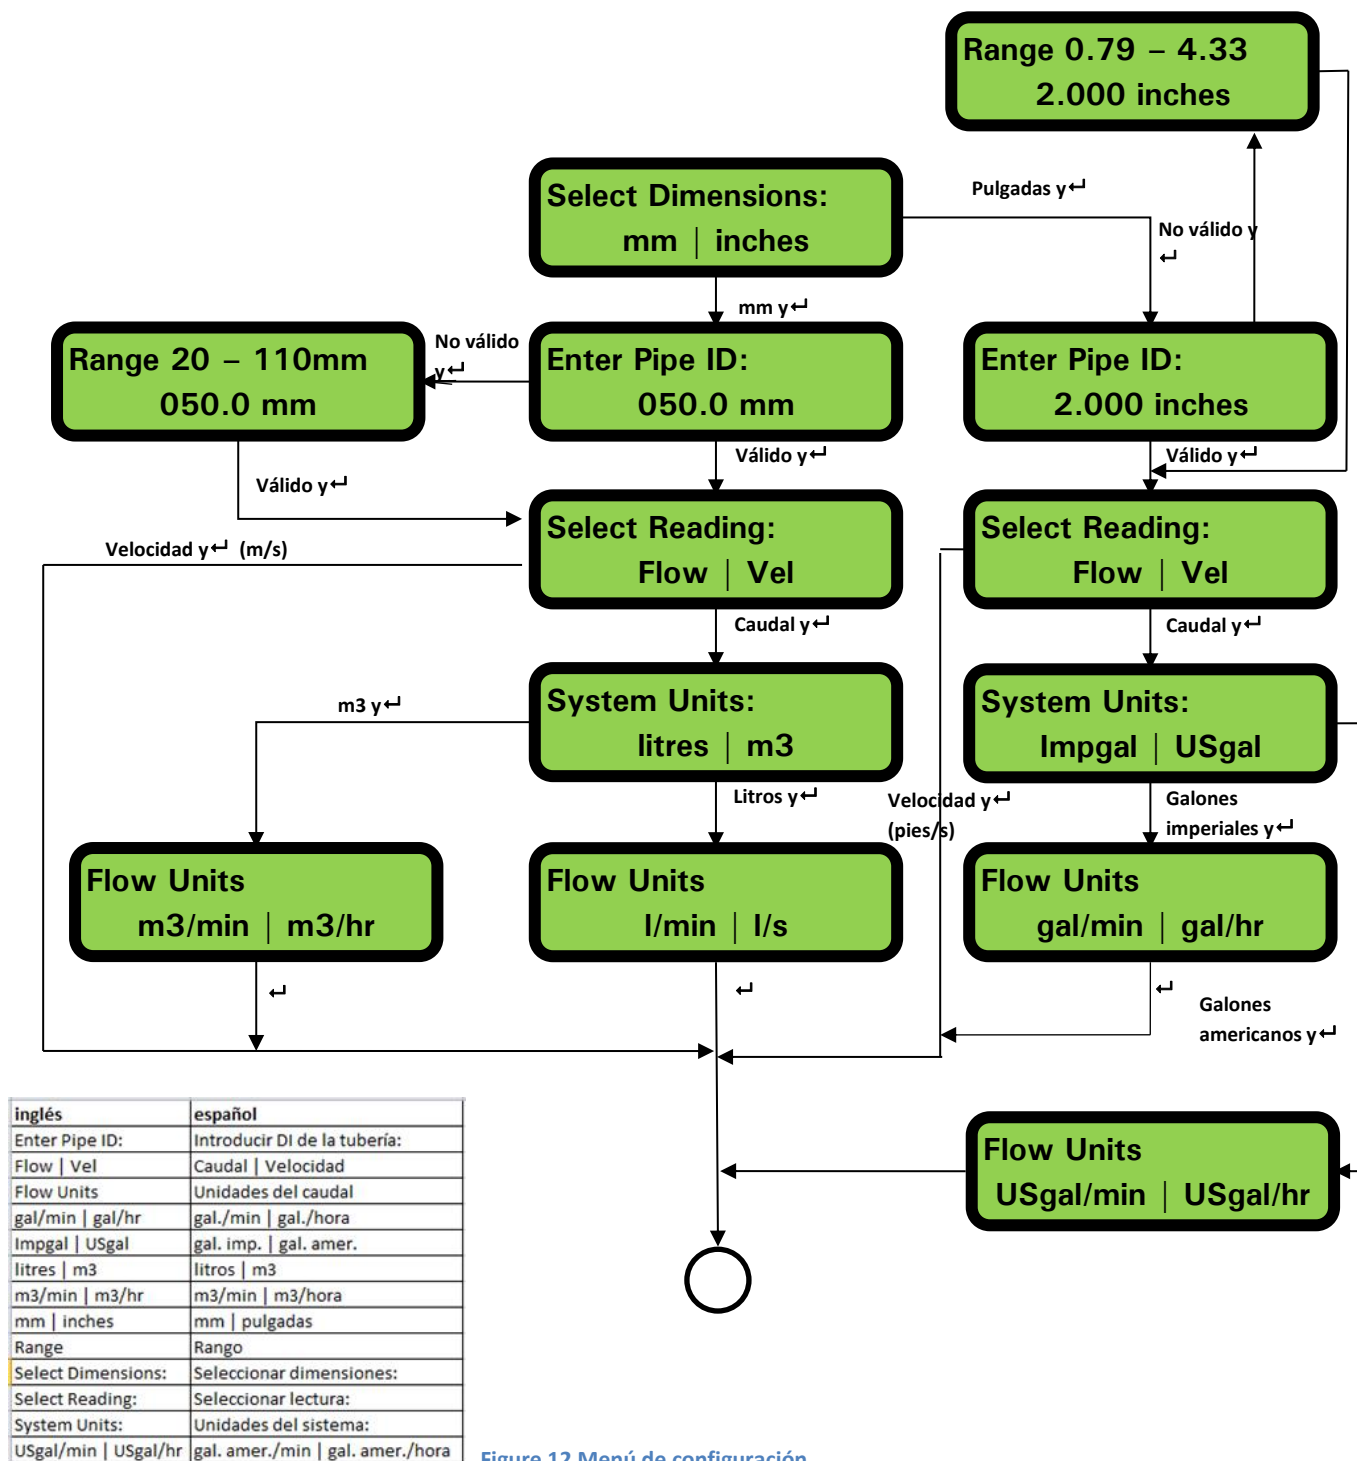 Range 0.79 – 4.33
2.000 inches
Select Dimensions:
mm | inches
Pulgadas y↵
No válido y
↵
mm y↵
Range 20 – 110mm
050.0 mm
No válido
y↵
Enter Pipe ID:
050.0 mm
Enter Pipe ID:
2.000 inches
Válido y↵
Válido y↵
Válido y↵
Velocidad y↵ (m/s)
Select Reading:
Flow | Vel
Select Reading:
Flow | Vel
Caudal y↵
Caudal y↵
m3 y↵
System Units:
litres | m3
System Units:
Impgal | USgal
Litros y↵
Velocidad y↵
(pies/s)
Galones
imperiales y↵
Flow Units
m3/min | m3/hr
Flow Units
l/min | l/s
Flow Units
gal/min | gal/hr
↵
↵
↵
Galones
americanos y↵
Flow Units
USgal/min | USgal/hr
inglés español
Enter Pipe ID: Introducir DI de la tubería:
Flow | Vel Caudal | Velocidad
Flow Units Unidades del caudal
gal/min | gal/hr gal./min | gal./hora
Impgal | USgal gal. imp. | gal. amer.
litres | m3 litros | m3
m3/min | m3/hr m3/min | m3/hora
mm | inches mm | pulgadas
Range Rango
Select Dimensions: Seleccionar dimensiones:
Select Reading: Seleccionar lectura:
System Units: Unidades del sistema:
USgal/min | USgal/hr gal. amer./min | gal. amer./hora
Figure 12 Menú de configuración